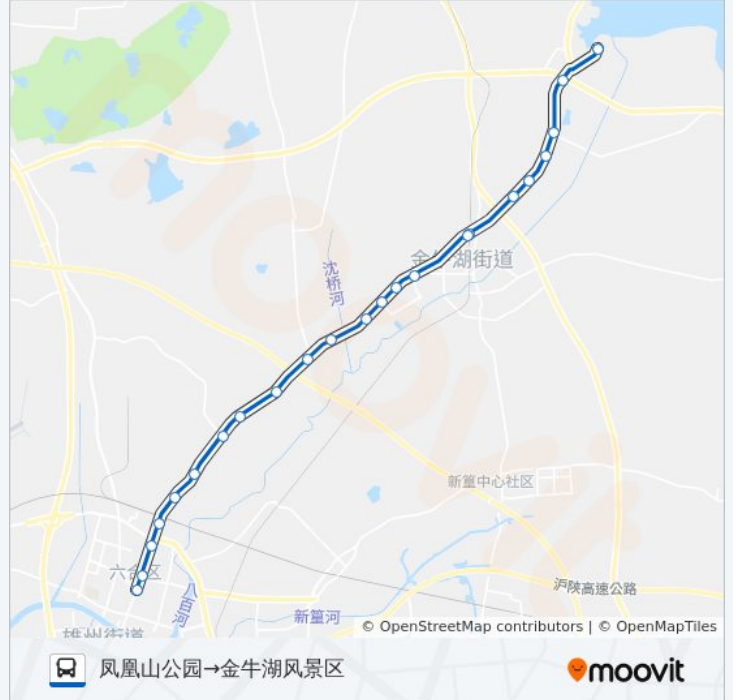 沈桥河
金牛湖街道
新篁中心社区
六合区
八百河
沪陕高速公路
新篁河
雄州街道
© OpenStreetMap contributors | © OpenMapTiles
凤凰山公园→金牛湖风景区
moovit